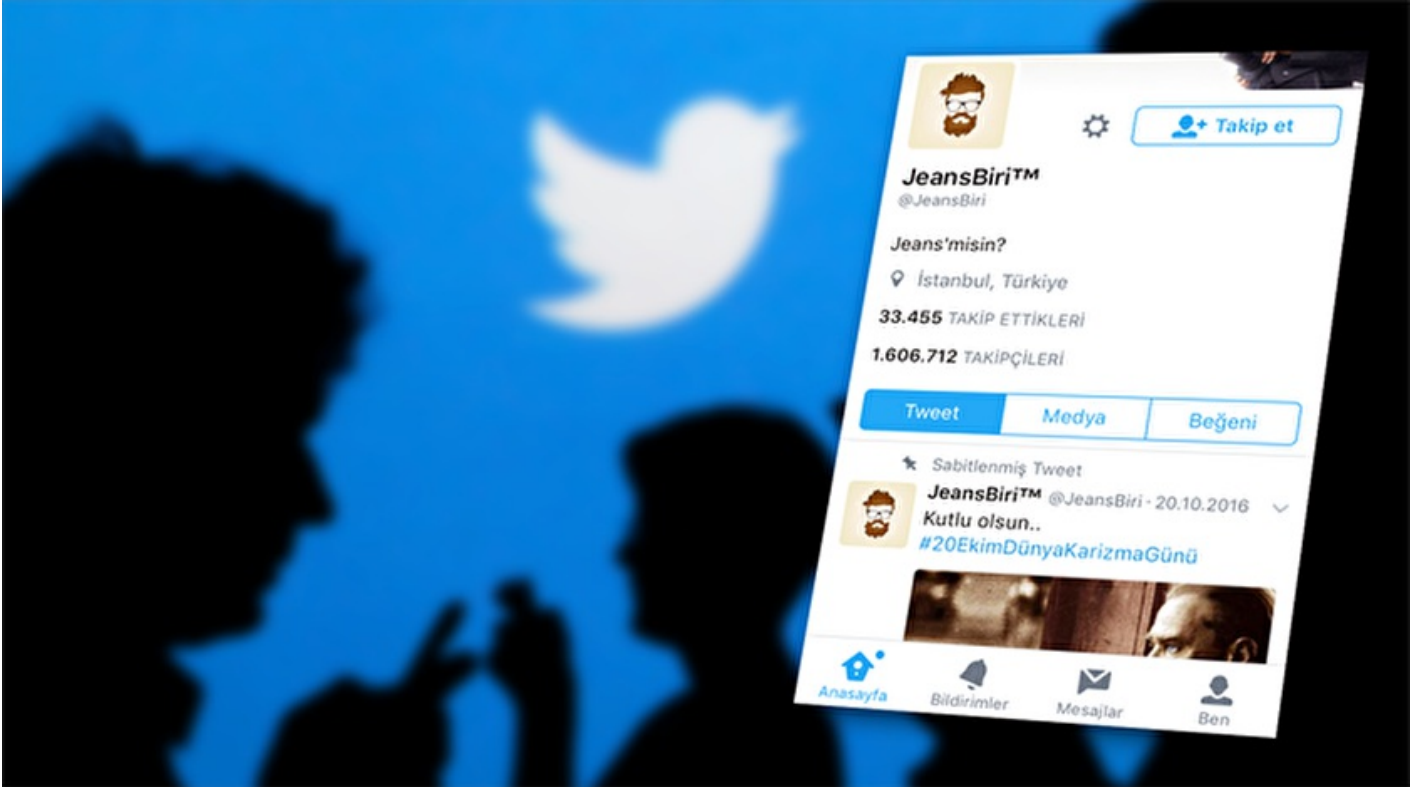 Takip et
JeansBiri™
@JeansBiri
Jeans'misin?
İstanbul, Türkiye
33.455 TAKİP ETTİKLERİ
1.606.712 TAKİPÇİLERİ
Tweet Medya Beğeni
Sabitlenmiş Tweet
JeansBiri™ @JeansBiri · 20.10.2016
Kutlu olsun..
#20EkimDünyaKarizmaGünü
Anasayfa Bildirimler Mesajlar Ben